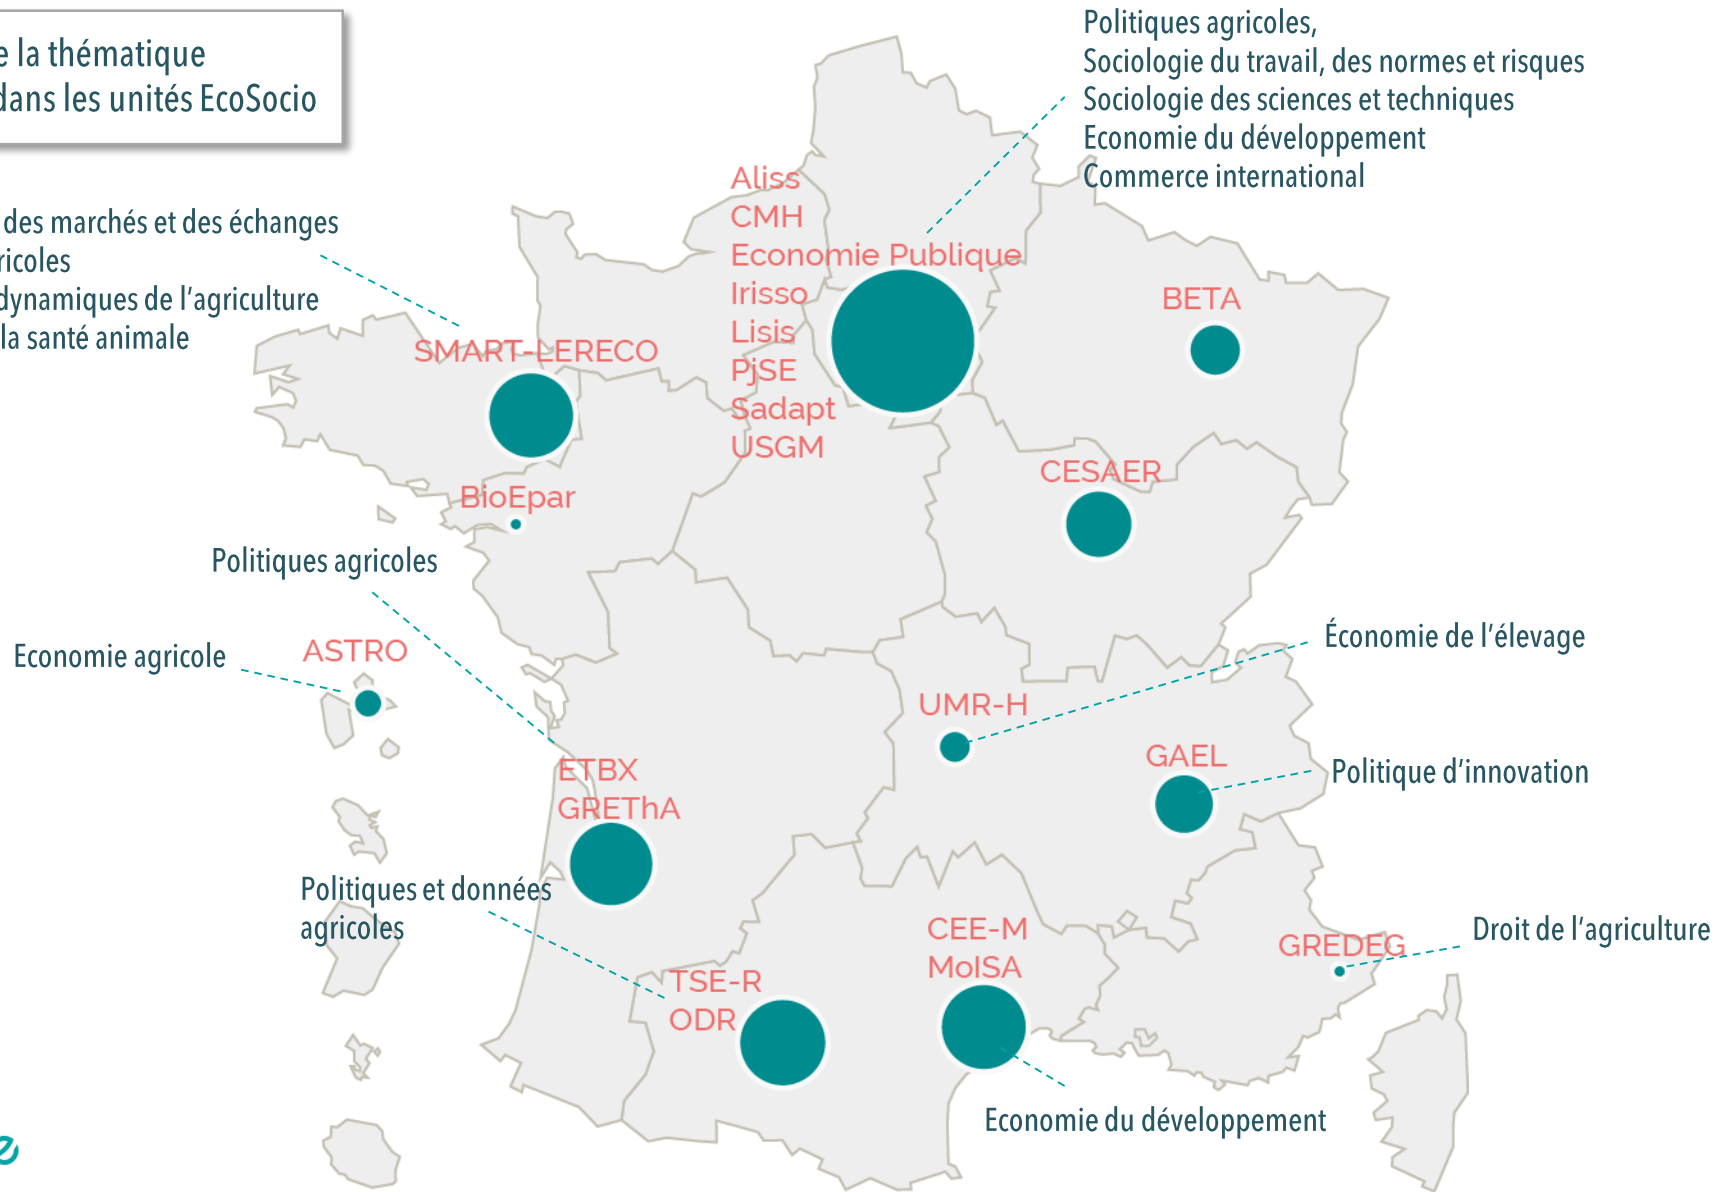 e la thématique
dans les unités EcoSocio
Politiques agricoles,
Sociologie du travail, des normes et risques
Sociologie des sciences et techniques
Economie du développement
Commerce international
des marchés et des échanges
ricoles
dynamiques de l'agriculture
la santé animale
Aliss
CMH
Economie Publique
Irisso
Lisis
PjSE
Sadapt
USGM
BETA
SMART-LERECO
CESAER
BioEpar
Politiques agricoles
Economie agricole
ASTRO
Économie de l'élevage
UMR-H
GAEL
Politique d'innovation
ETBX
GREThA
Politiques et données
agricoles
CEE-M
MoISA
GREDEG
Droit de l'agriculture
TSE-R
ODR
Economie du développement
e